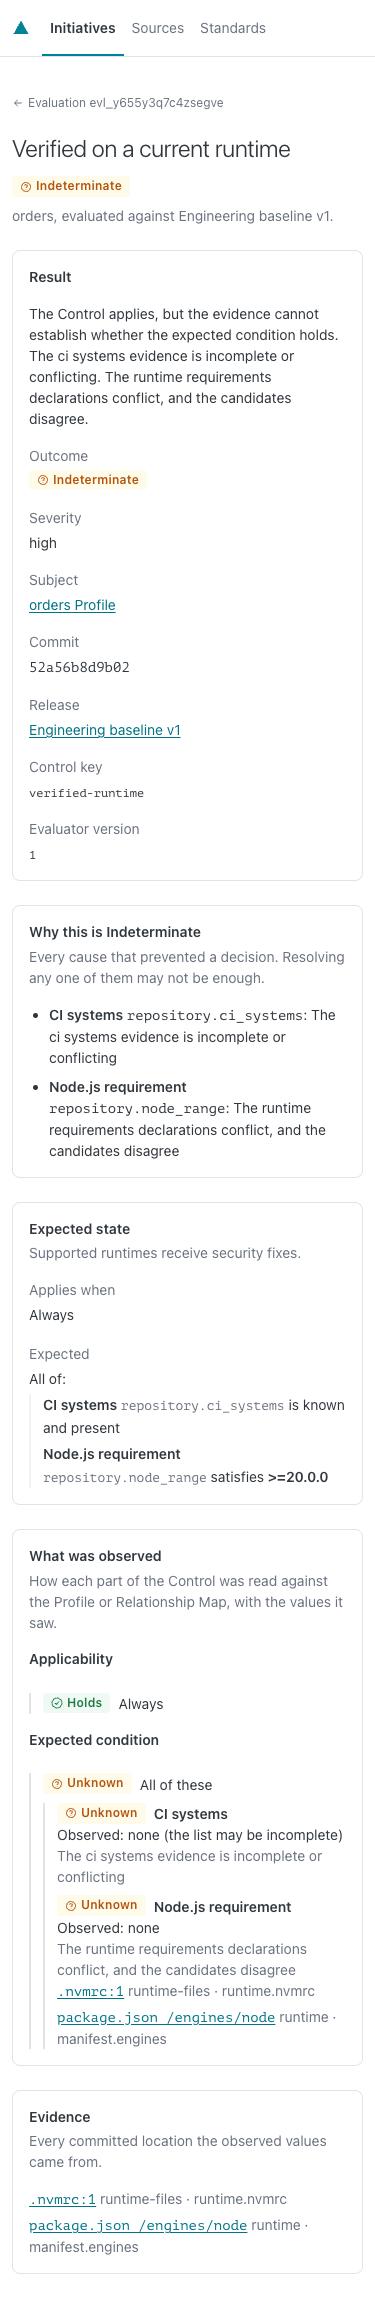 Initiatives Sources Standards
← Evaluation evl_y655y3q7c4zsegve
Verified on a current runtime
Indeterminate
orders, evaluated against Engineering baseline v1.
Result
The Control applies, but the evidence cannot
establish whether the expected condition holds.
The ci systems evidence is incomplete or
conflicting. The runtime requirements
declarations conflict, and the candidates
disagree.
Outcome
Indeterminate
Severity
high
Subject
orders Profile
Commit
52a56b8d9b02
Release
Engineering baseline v1
Control key
verified-runtime
Evaluator version
1
Why this is Indeterminate
Every cause that prevented a decision. Resolving
any one of them may not be enough.
• CI systems repository.ci_systems: The
ci systems evidence is incomplete or
conflicting
• Node.js requirement
repository.node_range: The runtime
requirements declarations conflict, and the
candidates disagree
Expected state
Supported runtimes receive security fixes.
Applies when
Always
Expected
All of:
CI systems repository.ci_systems is known
and present
Node.js requirement
repository.node_range satisfies >=20.0.0
What was observed
How each part of the Control was read against
the Profile or Relationship Map, with the values it
saw.
Applicability
Holds Always
Expected condition
Unknown All of these
Unknown CI systems
Observed: none (the list may be incomplete)
The ci systems evidence is incomplete or
conflicting
Unknown Node.js requirement
Observed: none
The runtime requirements declarations
conflict, and the candidates disagree
.nvmrc:1 runtime-files · runtime.nvmrc
package.json /engines/node runtime ·
manifest.engines
Evidence
Every committed location the observed values
came from.
.nvmrc:1 runtime-files · runtime.nvmrc
package.json /engines/node runtime ·
manifest.engines